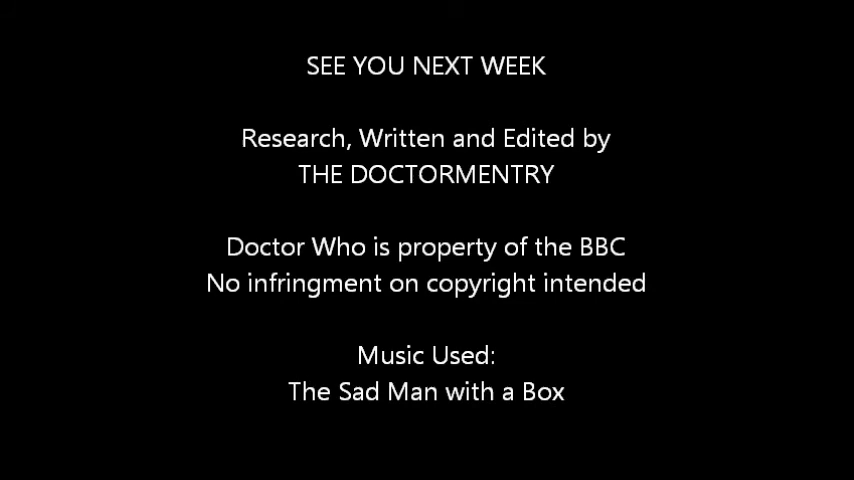 SEE YOU NEXT WEEK
Research, Written and Edited by
THE DOCTORMENTRY
Doctor Who is property of the BBC
No infringment on copyright intended
Music Used:
The Sad Man with a Box